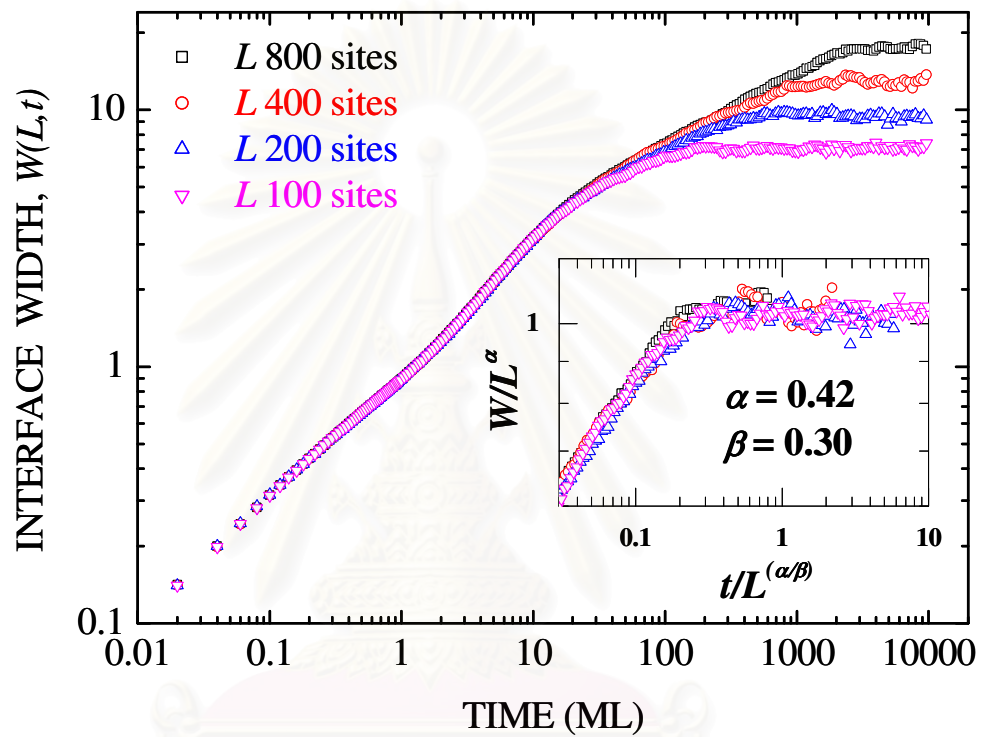 L 800 sites
L 400 sites
L 200 sites
L 100 sites
INTERFACE WIDTH, W(L,t)
10
1
0.1
0.01
0.1
1
10
100
1000
10000
TIME (ML)
W/L^α
1
α = 0.42
β = 0.30
0.1
1
10
t/L^(α/β)